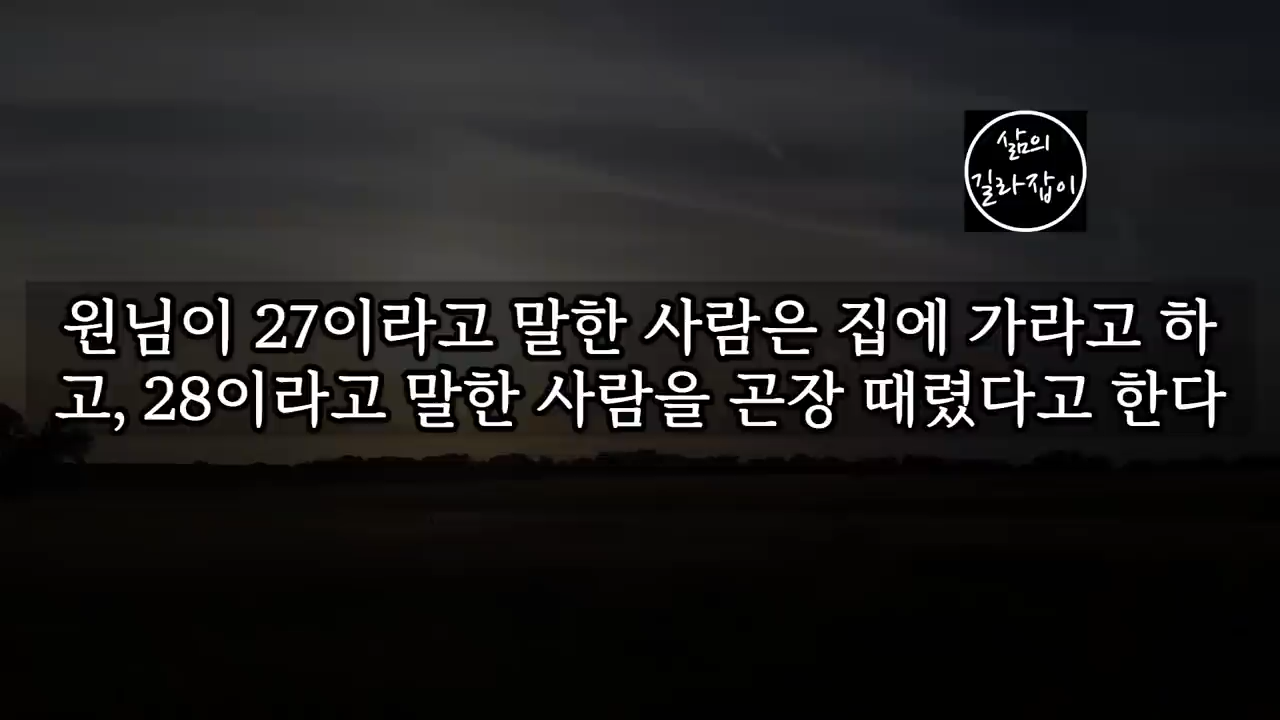 삶의
길라잡이
원님이 27이라고 말한 사람은 집에 가라고 하
고, 28이라고 말한 사람을 곤장 때렸다고 한다